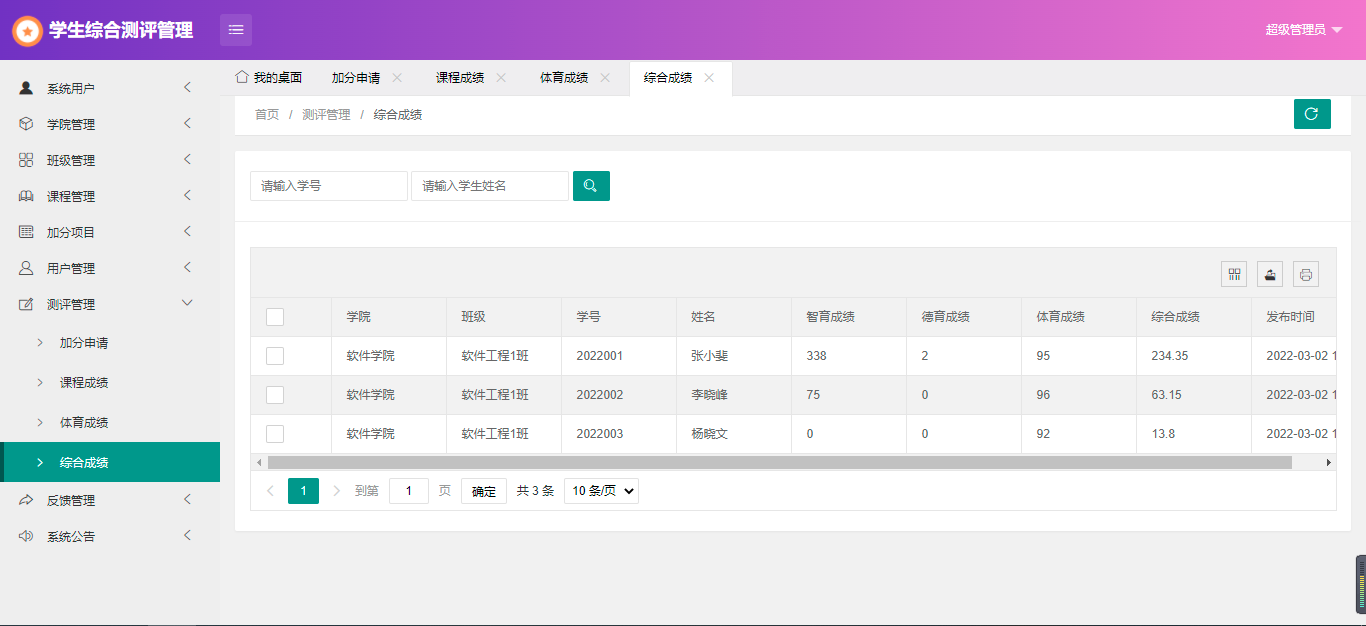 学生综合测评管理
超级管理员
系统用户
学院管理
班级管理
课程管理
加分项目
用户管理
测评管理
加分申请
课程成绩
体育成绩
综合成绩
反馈管理
系统公告
我的桌面 加分申请 课程成绩 体育成绩 综合成绩
首页 / 测评管理 / 综合成绩
请输入学号 请输入学生姓名
学院 班级 学号 姓名 智育成绩 德育成绩 体育成绩 综合成绩 发布时间
软件学院 软件工程1班 2022001 张小斐 338 2 95 234.35 2022-03-02 1
软件学院 软件工程1班 2022002 李晓峰 75 0 96 63.15 2022-03-02 1
软件学院 软件工程1班 2022003 杨晓文 0 0 92 13.8 2022-03-02 1
1 到第 1 页 确定 共 3 条 10 条/页